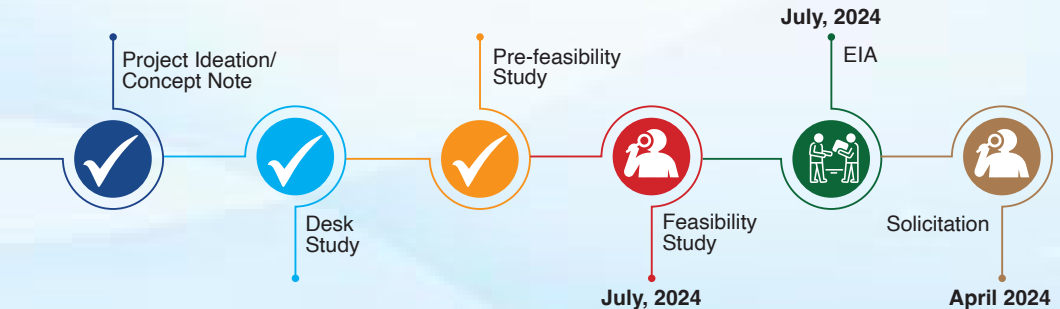 Project Ideation/
Concept Note
Desk
Study
Pre-feasibility
Study
Feasibility
Study
July, 2024
July, 2024
EIA
Solicitation
April 2024